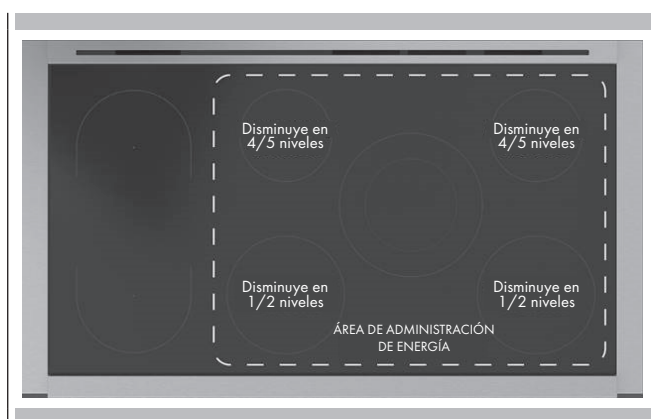 Disminuye en
4/5 niveles
Disminuye en
4/5 niveles
Disminuye en
1/2 niveles
Disminuye en
1/2 niveles
ÁREA DE ADMINISTRACIÓN
DE ENERGÍA